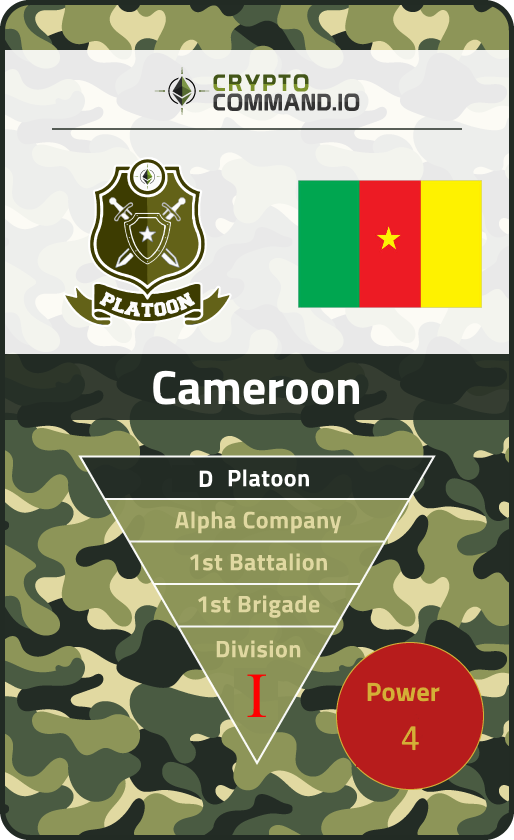 CRYPTO
COMMAND.IO
PLATOON
Cameroon
D Platoon
Alpha Company
1st Battalion
1st Brigade
Division
I
Power
4